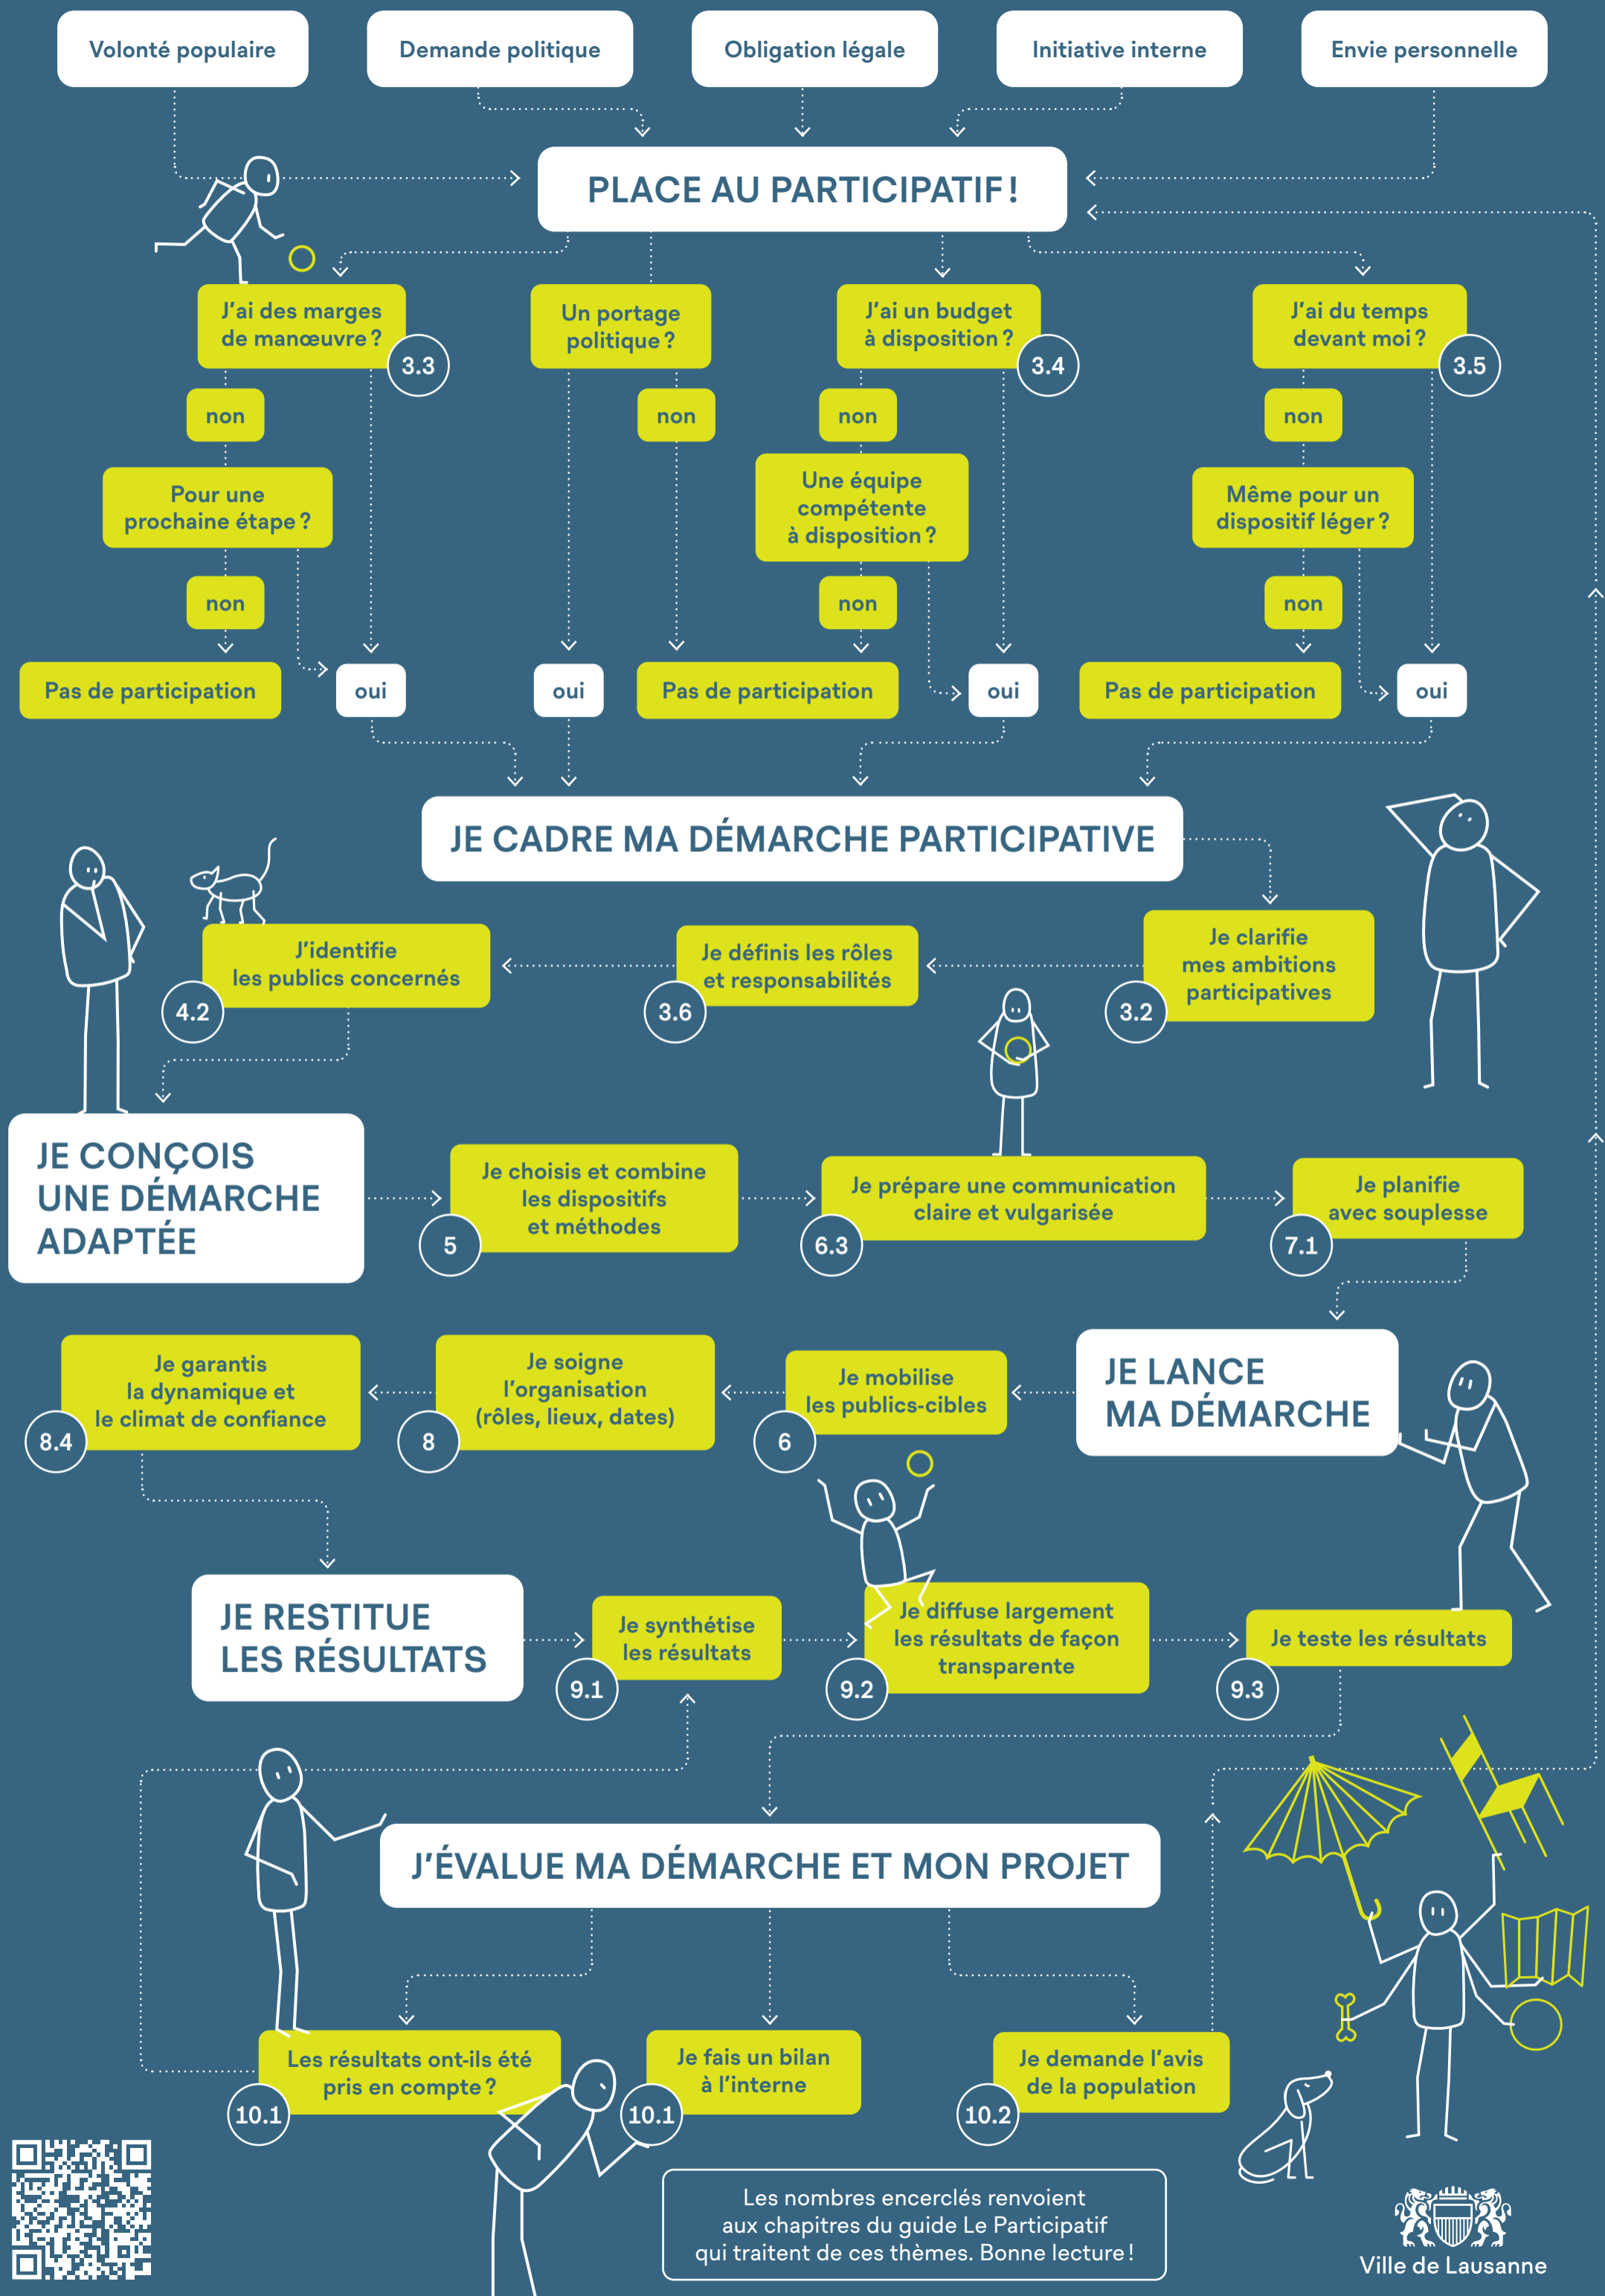 Volonté populaire
Demande politique
Obligation légale
Initiative interne
Envie personnelle
PLACE AU PARTICIPATIF !
J’ai des marges
de manœuvre ?
3.3
Un portage
politique ?
J’ai un budget
à disposition ?
3.4
J’ai du temps
devant moi ?
3.5
non
non
non
non
Pour une
prochaine étape ?
Une équipe
compétente
à disposition ?
Même pour un
dispositif léger ?
non
non
non
Pas de participation
oui
oui
Pas de participation
oui
Pas de participation
oui
JE CADRE MA DÉMARCHE PARTICIPATIVE
Je clarifie
mes ambitions
participatives
3.2
Je définis les rôles
et responsabilités
3.6
J’identifie
les publics concernés
4.2
JE CONÇOIS
UNE DÉMARCHE
ADAPTÉE
Je choisis et combine
les dispositifs
et méthodes
5
Je prépare une communication
claire et vulgarisée
6.3
Je planifie
avec souplesse
7.1
JE LANCE
MA DÉMARCHE
Je mobilise
les publics-cibles
6
Je soigne
l’organisation
(rôles, lieux, dates)
8
Je garantis
la dynamique et
le climat de confiance
8.4
JE RESTITUE
LES RÉSULTATS
Je synthétise
les résultats
9.1
Je diffuse largement
les résultats de façon
transparente
9.2
Je teste les résultats
9.3
J’ÉVALUE MA DÉMARCHE ET MON PROJET
Les résultats ont-ils été
pris en compte ?
10.1
Je fais un bilan
à l’interne
10.1
Je demande l’avis
de la population
10.2
Les nombres encerclés renvoient
aux chapitres du guide Le Participatif
qui traitent de ces thèmes. Bonne lecture !
Ville de Lausanne